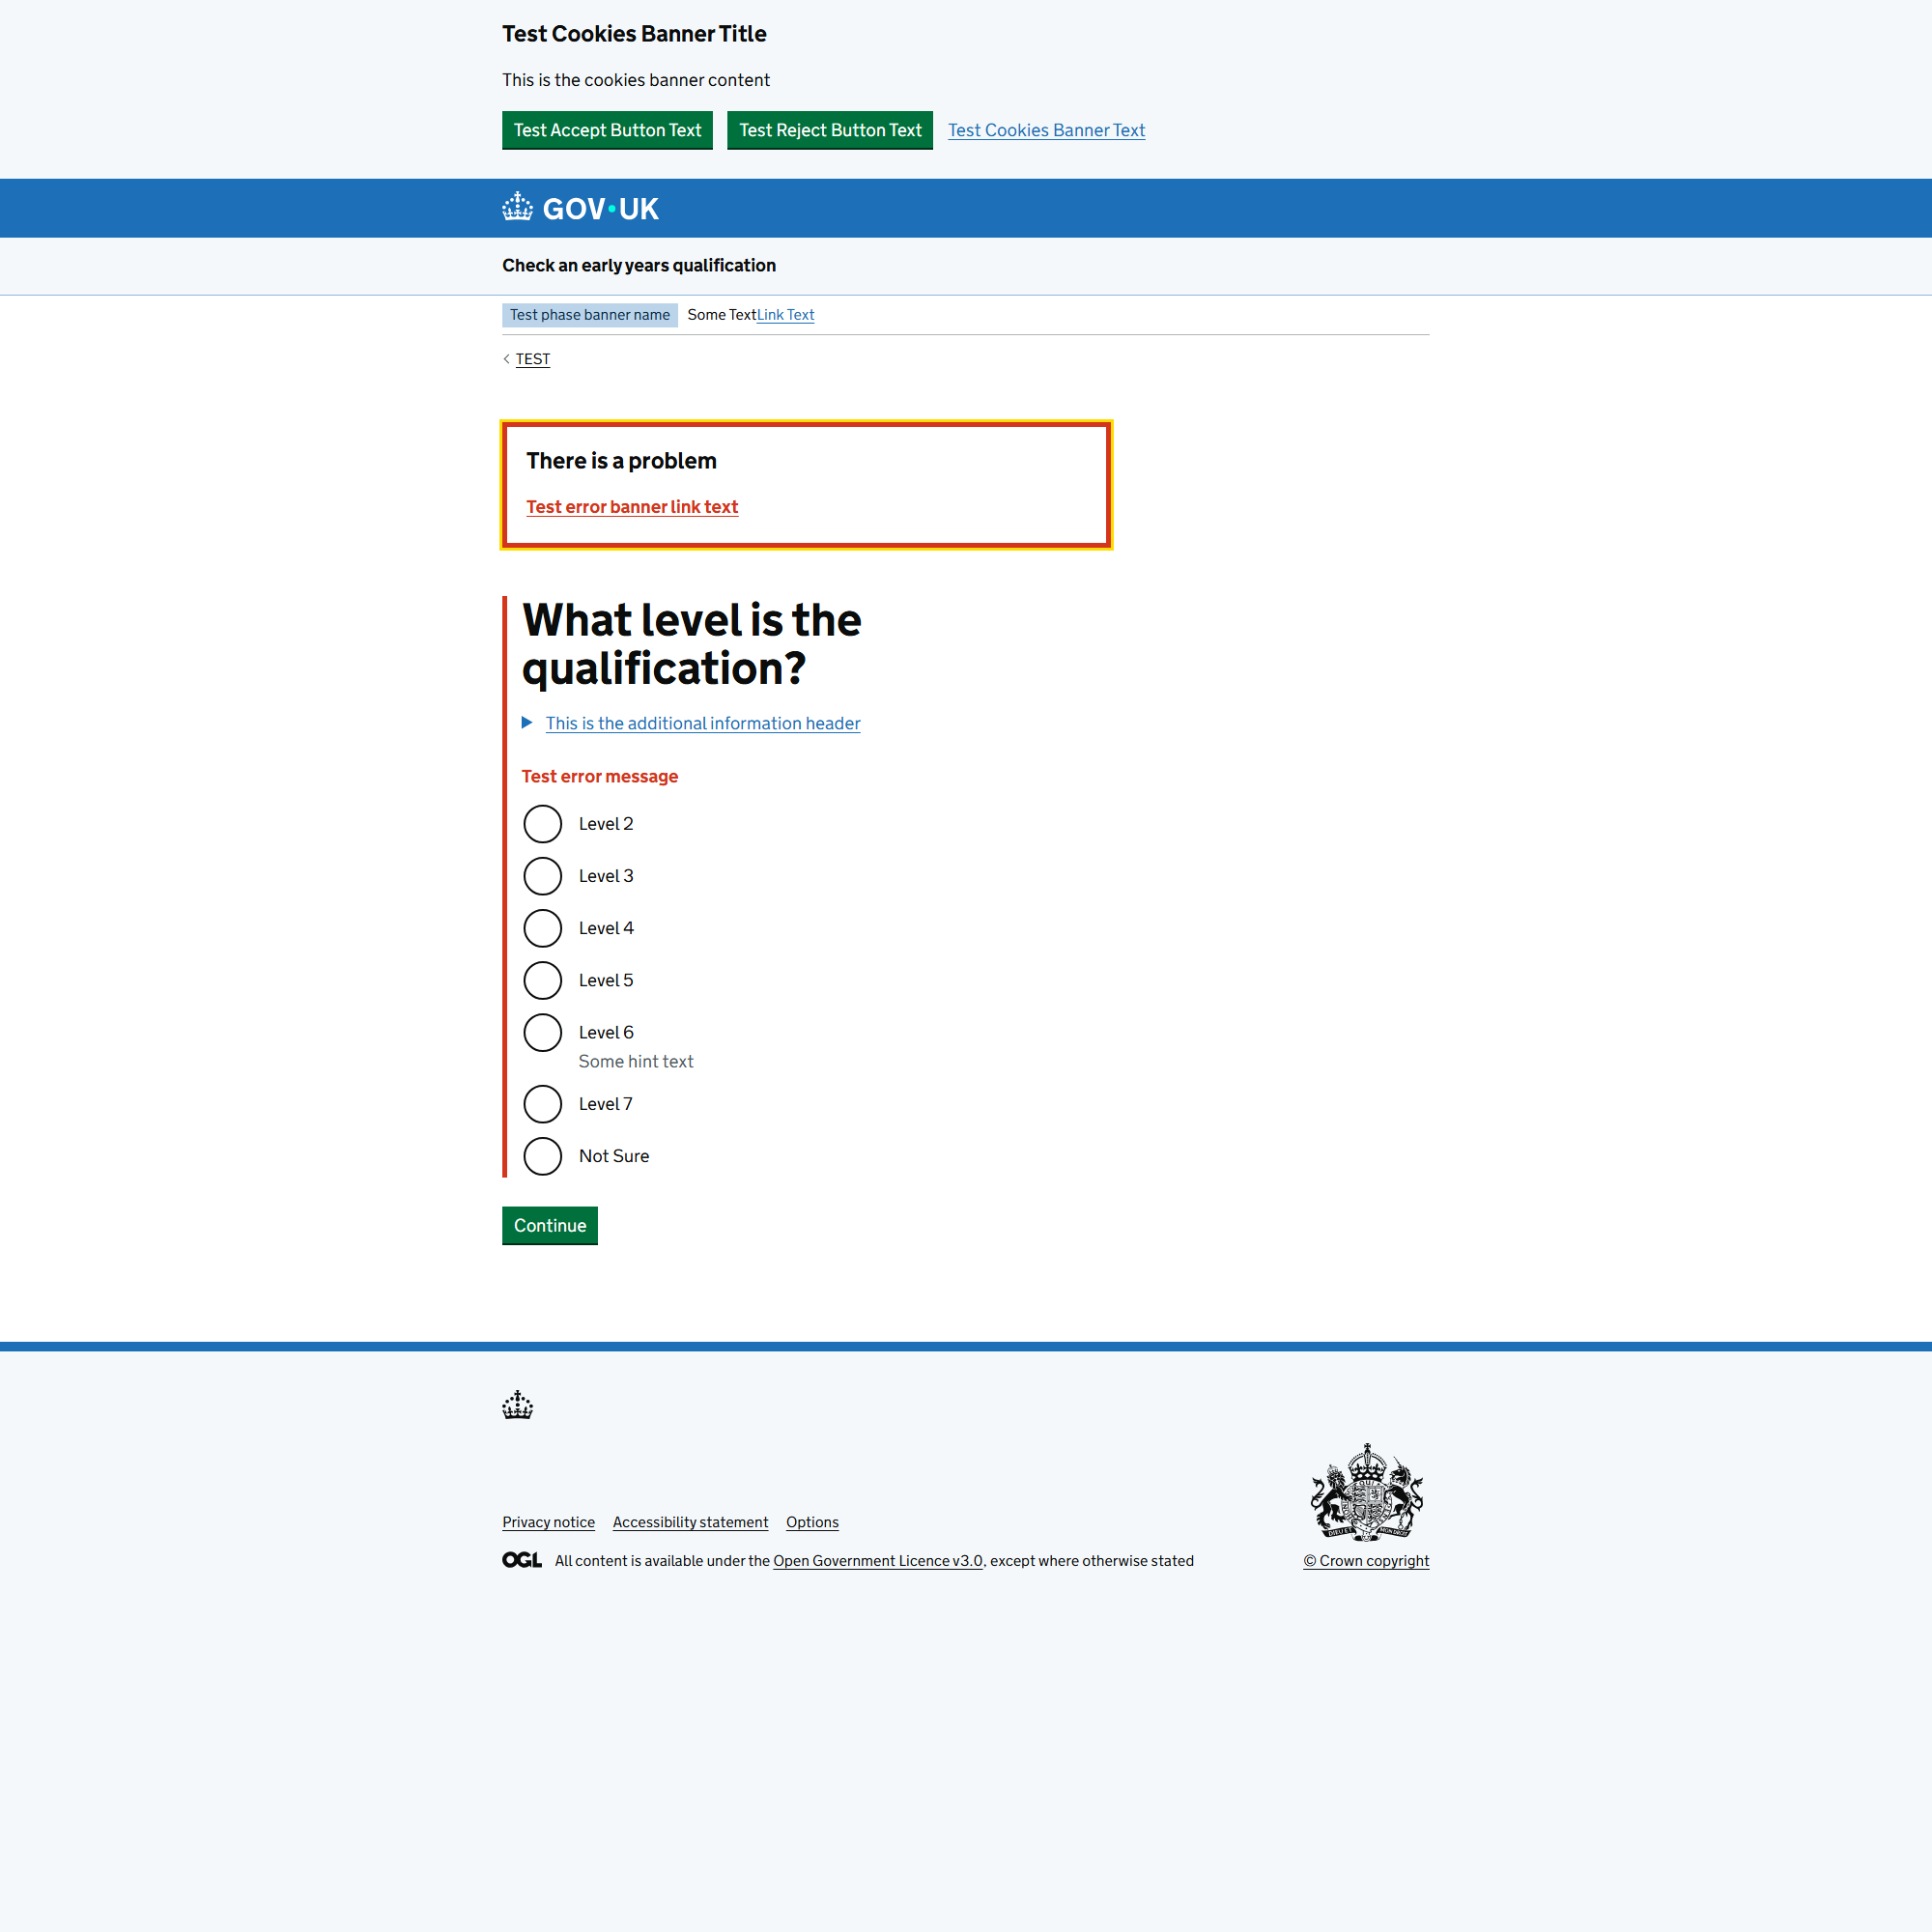 Test Cookies Banner Title
This is the cookies banner content
Test Accept Button Text Test Reject Button Text Test Cookies Banner Text
GOV·UK
Check an early years qualification
Test phase banner name Some TextLink Text
TEST
There is a problem
Test error banner link text
What level is the
qualification?
This is the additional information header
Test error message
Level 2
Level 3
Level 4
Level 5
Level 6
Some hint text
Level 7
Not Sure
Continue
Privacy notice Accessibility statement Options
DIEU ET MON DROIT
OGL All content is available under the Open Government Licence v3.0, except where otherwise stated
© Crown copyright